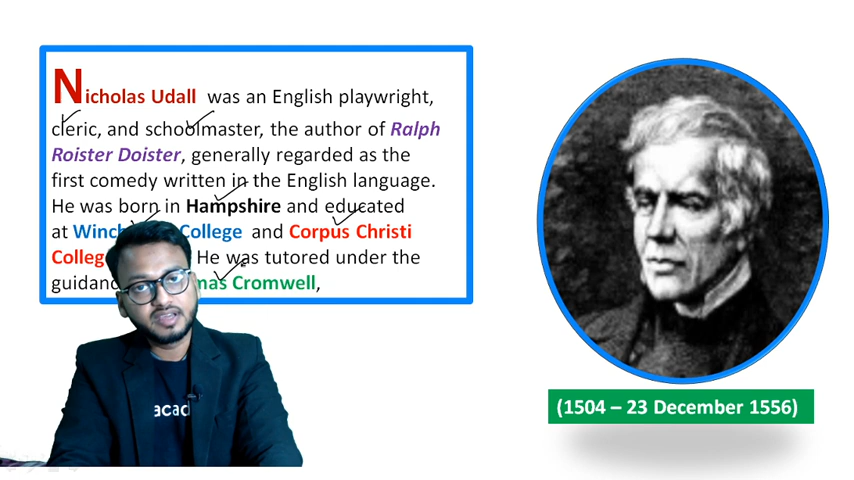 Nicholas Udall was an English playwright,
cleric, and schoolmaster, the author of Ralph
Roister Doister, generally regarded as the
first comedy written in the English language.
He was born in Hampshire and educated
at College and Corpus Christi
He was tutored under the
Cromwell,
acad
(1504 – 23 December 1556)